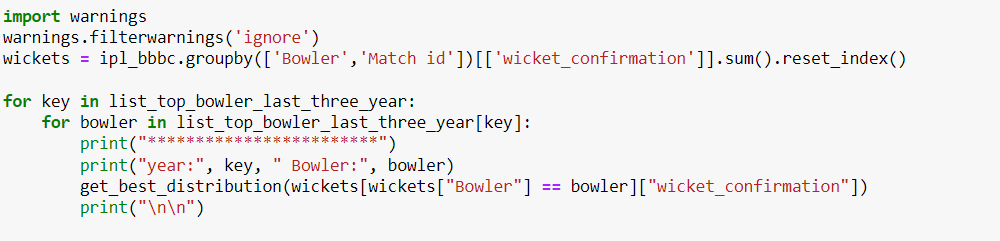 import warnings
warnings.filterwarnings('ignore')
wickets = ipl_bbbc.groupby(['Bowler','Match id'])[['wicket_confirmation']].sum().reset_index()

for key in list_top_bowler_last_three_year:
    for bowler in list_top_bowler_last_three_year[key]:
        print("************************")
        print("year:", key, " Bowler:", bowler)
        get_best_distribution(wickets[wickets["Bowler"] == bowler]["wicket_confirmation"])
        print("\n\n")